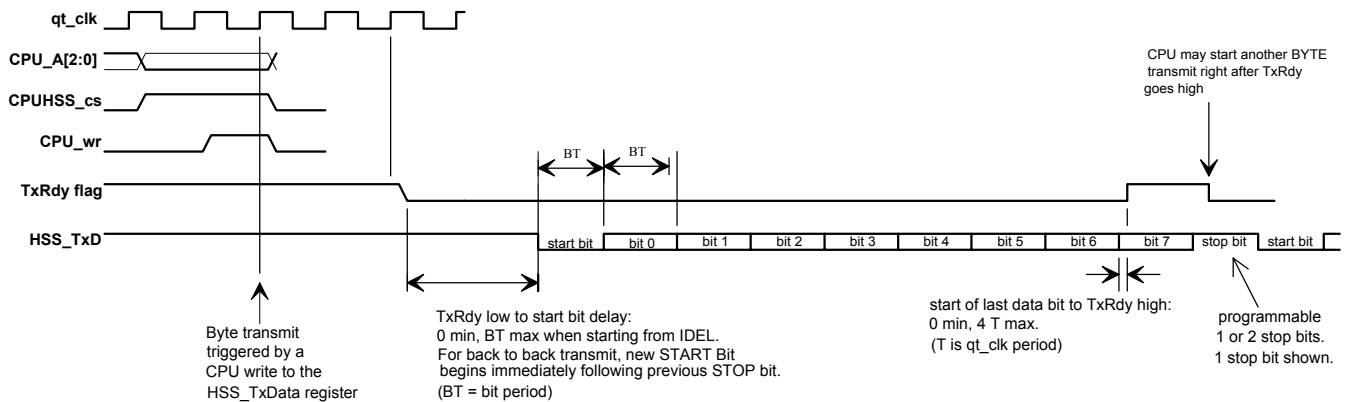 qt_clk
CPU_A[2:0]
CPUHSS_cs
CPU_wr
TxRdy flag
HSS_TxD
CPU may start another BYTE
transmit right after TxRdy
goes high
BT
BT
start bit
bit 0
bit 1
bit 2
bit 3
bit 4
bit 5
bit 6
bit 7
stop bit
start bit
Byte transmit
triggered by a
CPU write to the
HSS_TxData register
TxRdy low to start bit delay:
0 min, BT max when starting from IDEL.
For back to back transmit, new START Bit
begins immediately following previous STOP bit.
(BT = bit period)
start of last data bit to TxRdy high:
0 min, 4 T max.
(T is qt_clk period)
programmable
1 or 2 stop bits.
1 stop bit shown.